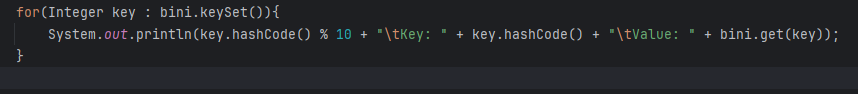 for(Integer key : bini.keySet()){
System.out.println(key.hashCode() % 10 + "\tKey: " + key.hashCode() + "\tValue: " + bini.get(key));
}